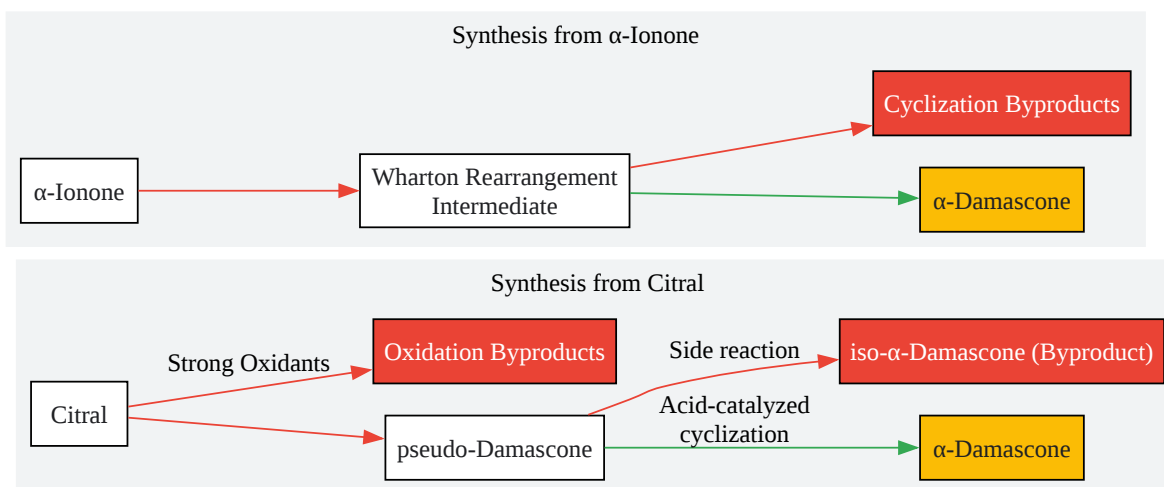 Synthesis from α-Ionone
Cyclization Byproducts
α-Ionone
Wharton Rearrangement
Intermediate
α-Damascone
Synthesis from Citral
Strong Oxidants
Oxidation Byproducts
Side reaction
iso-α-Damascone (Byproduct)
Citral
pseudo-Damascone
Acid-catalyzed
cyclization
α-Damascone